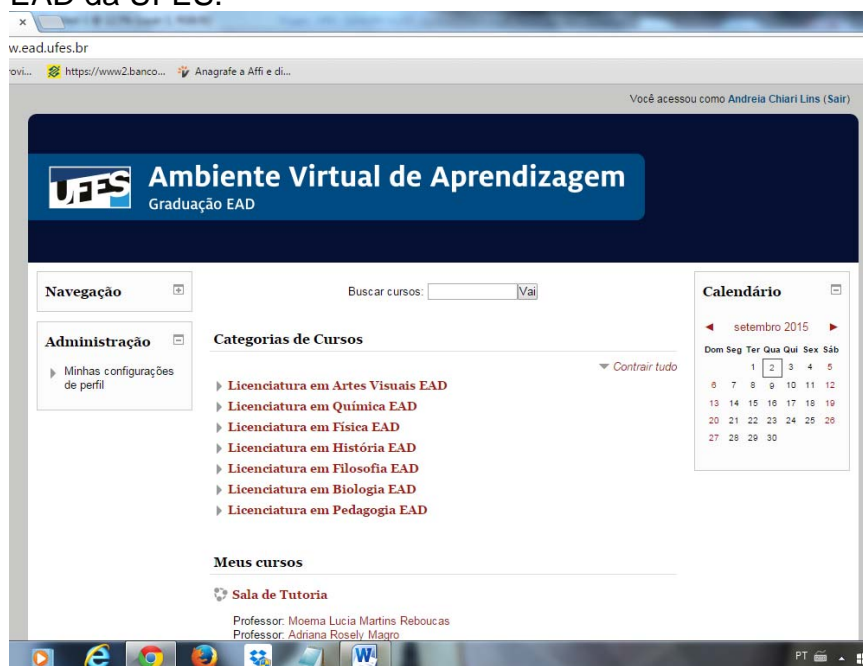 EAD da UFES.
×
w.ead.ufes.br
ovi... https://www2.banco... Anagrafe a Affi e di...
Você acessou como Andreia Chiari Lins (Sair)
UFES
Ambiente Virtual de Aprendizagem
Graduação EAD
Navegação
Administração
Minhas configurações
de perfil
Buscar cursos: Vai
Categorias de Cursos
Contrair tudo
Licenciatura em Artes Visuais EAD
Licenciatura em Química EAD
Licenciatura em Física EAD
Licenciatura em História EAD
Licenciatura em Filosofia EAD
Licenciatura em Biologia EAD
Licenciatura em Pedagogia EAD
Meus cursos
Sala de Tutoria
Professor: Moema Lucia Martins Reboucas
Professor: Adriana Rosely Magro
Calendário
◄ setembro 2015 ►
Dom Seg Ter Qua Qui Sex Sáb
1 2 3 4 5
6 7 8 9 10 11 12
13 14 15 16 17 18 19
20 21 22 23 24 25 26
27 28 29 30
W
PT